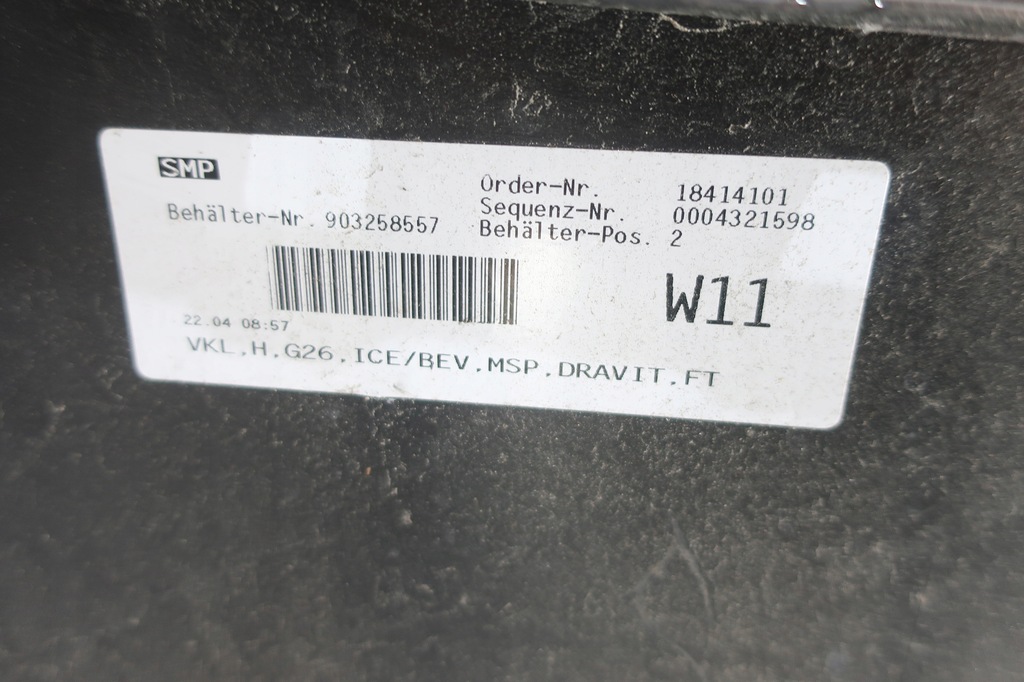 SMP
Order-Nr. 18414101
Sequenz-Nr. 0004321598
Behälter-Nr. 903258557
Behälter-Pos. 2
W11
22.04 08:57
VKL.H.G26.ICE/BEV.MSP.DRAVIT.FT